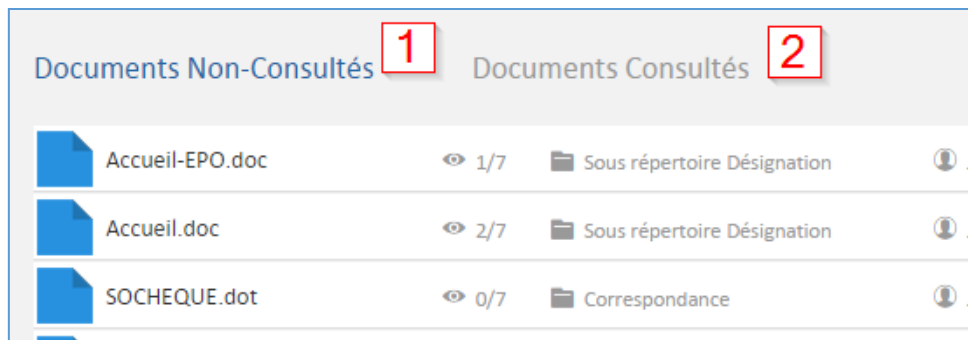 Documents Non-Consultés 1 Documents Consultés 2
Accueil-EPO.doc 1/7 Sous répertoire Désignation
Accueil.doc 2/7 Sous répertoire Désignation
SOCHEQUE.dot 0/7 Correspondance